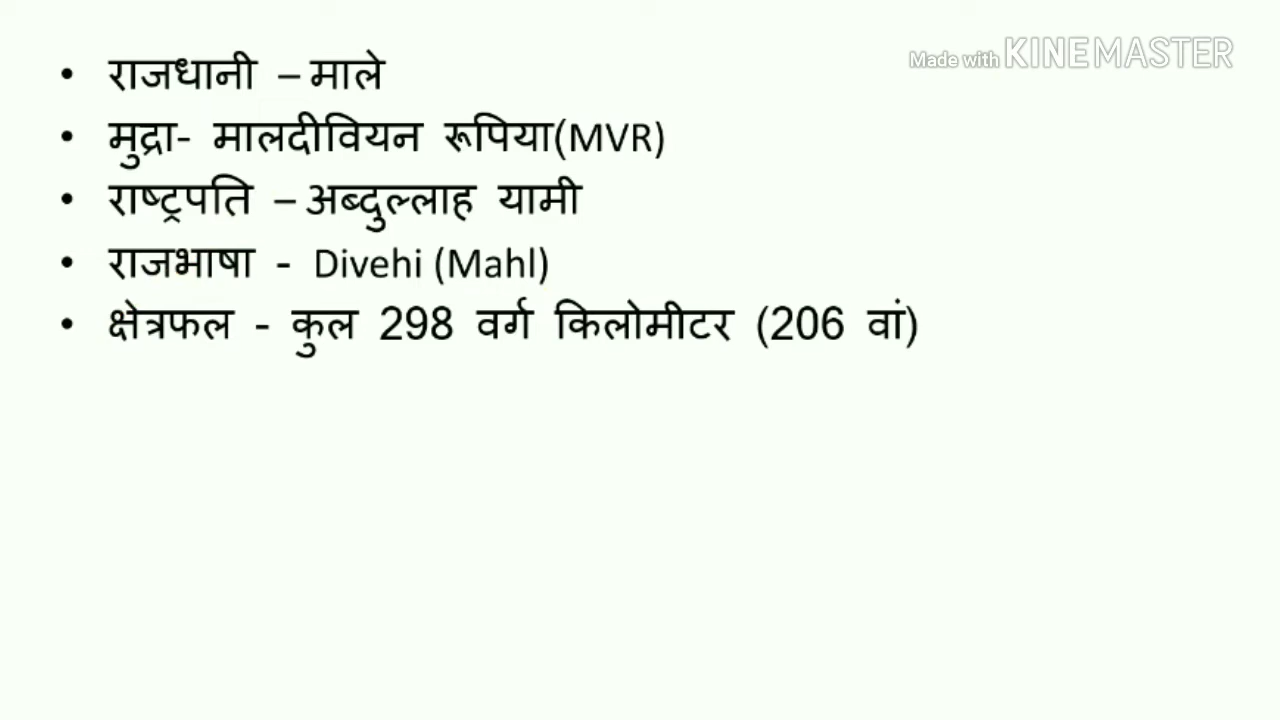 Made with KINEMASTER
• राजधानी – माले
• मुद्रा- मालदीवियन रूपिया(MVR)
• राष्ट्रपति – अब्दुल्लाह यामी
• राजभाषा - Divehi (Mahl)
• क्षेत्रफल - कुल 298 वर्ग किलोमीटर (206 वां)